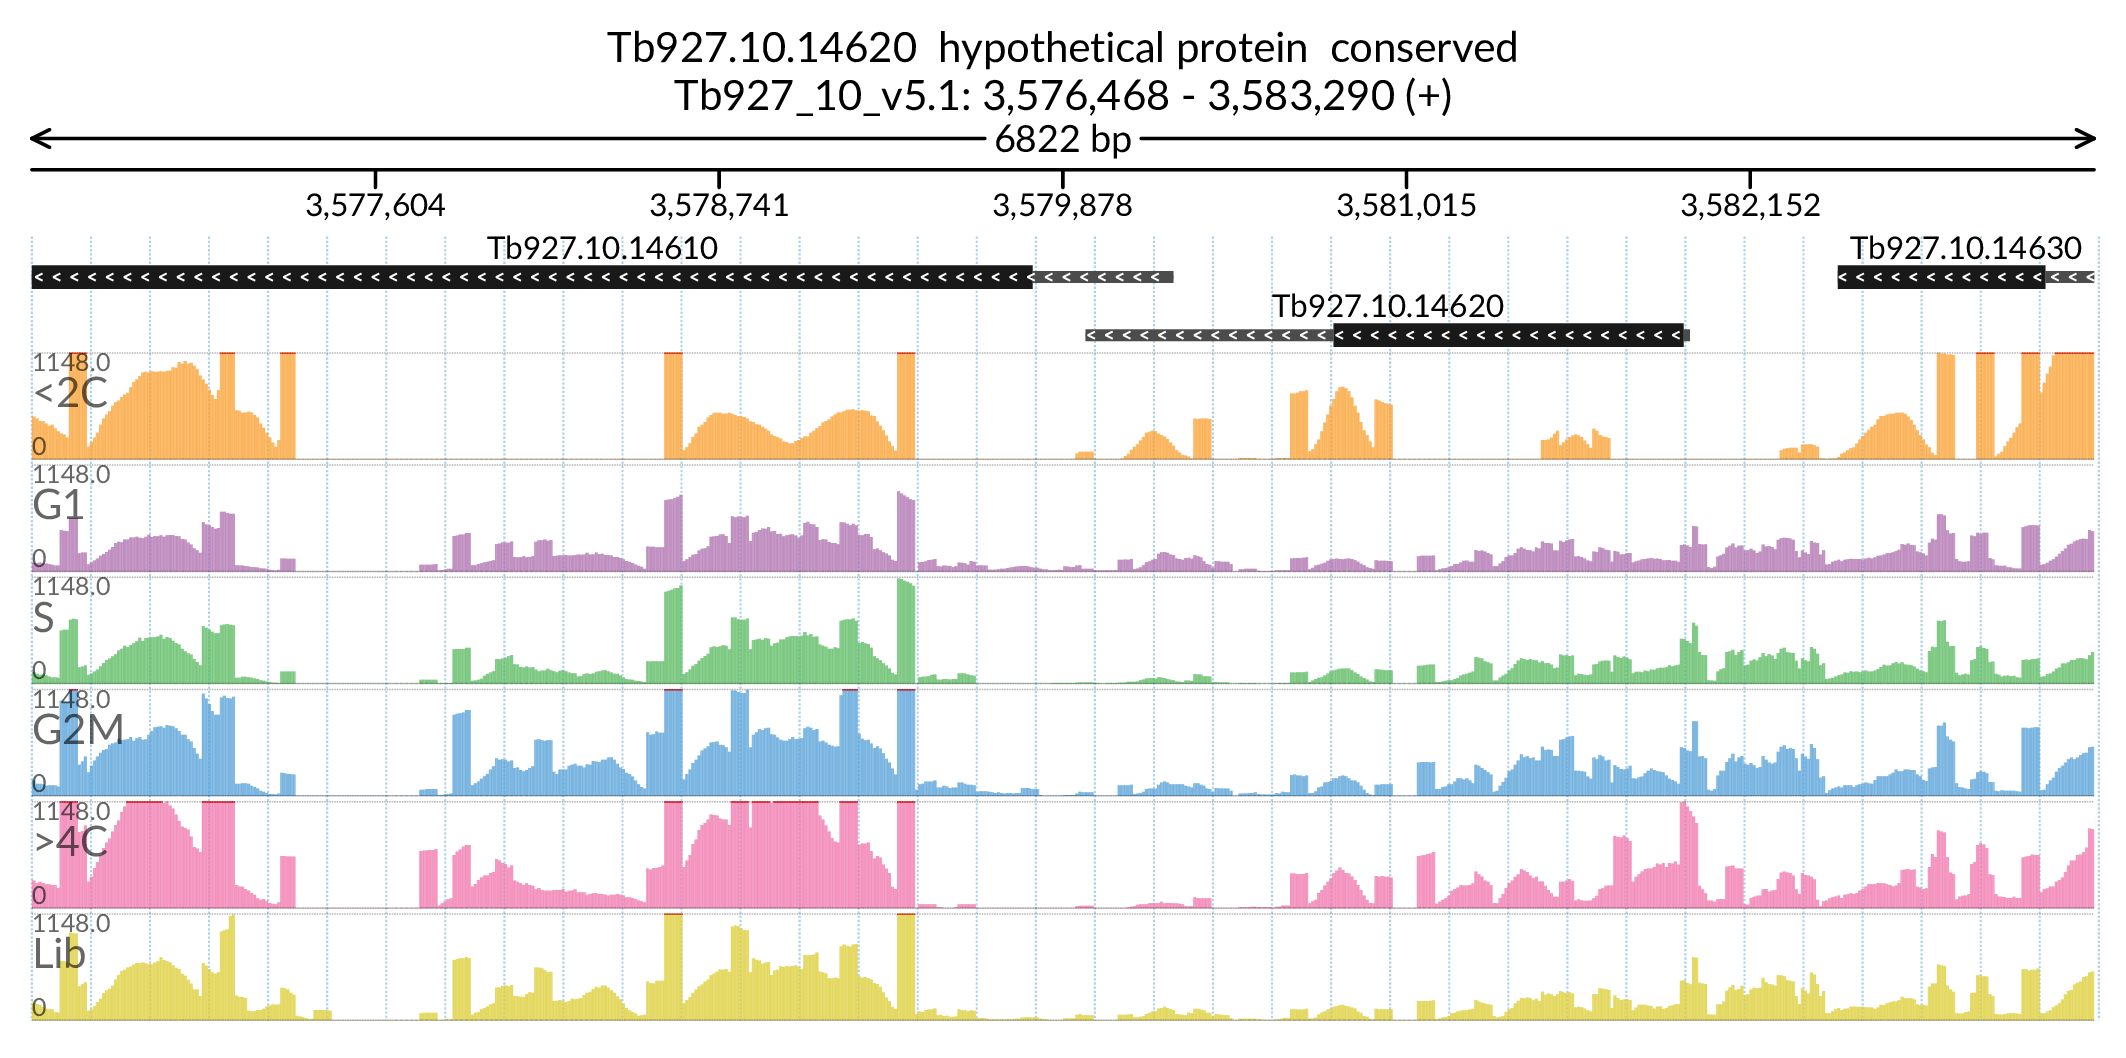 Tb927.10.14620  hypothetical protein  conserved
Tb927_10_v5.1: 3,576,468 - 3,583,290 (+)
6822 bp
3,577,604 3,578,741 3,579,878 3,581,015 3,582,152
Tb927.10.14610 Tb927.10.14630
Tb927.10.14620
1148.0
<2C
0
1148.0
G1
0
1148.0
S
0
1148.0
G2M
0
1148.0
>4C
0
1148.0
Lib
0